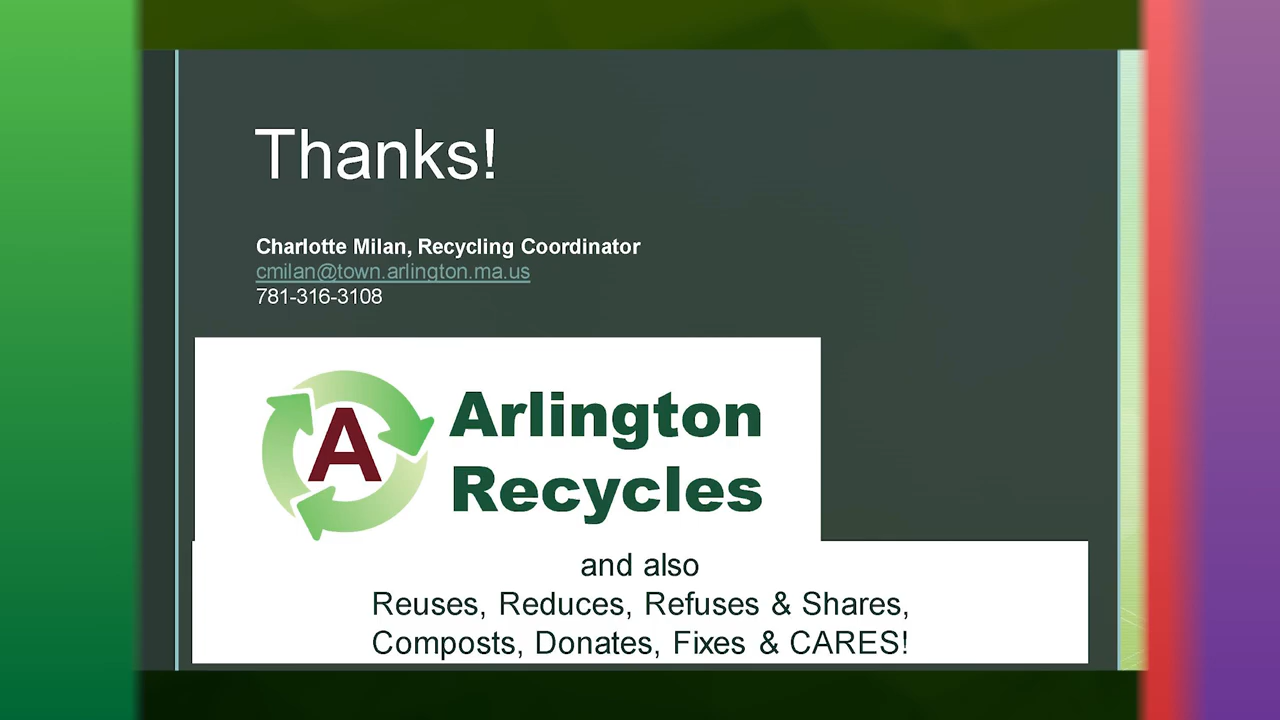 Thanks!
Charlotte Milan, Recycling Coordinator
cmilan@town.arlington.ma.us
781-316-3108
A
Arlington
Recycles
and also
Reuses, Reduces, Refuses & Shares,
Composts, Donates, Fixes & CARES!